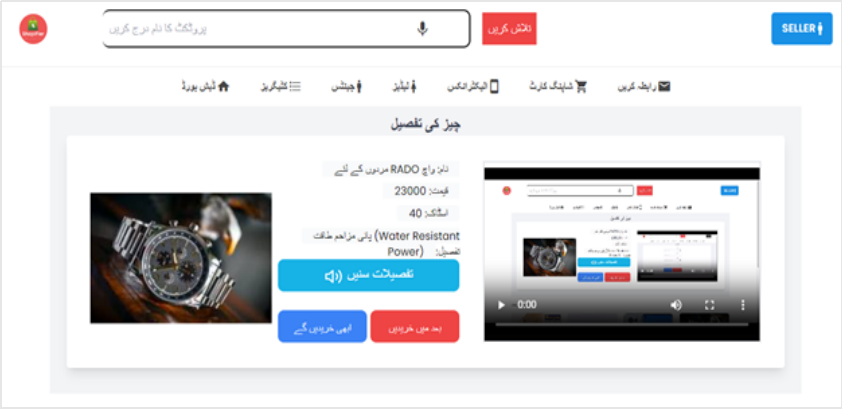 پروڈکٹ کا نام درج کریں
تلاش کریں
SELLER
رابطہ کریں
شاپنگ کارٹ
الیکٹرانکس
لیڈیز
جینٹس
کٹیگریز
ڈیش بورڈ
چیز کی تفصیل
نام: واچ RADO مردوں کے لئے
قیمت: 23000
اسٹاک: 40
پانی مزاحم طاقت (Water Resistant
تفصیل: Power)
تفصیلات سنیں
ابھی خریدیں گے
بعد میں خریدیں
0:00